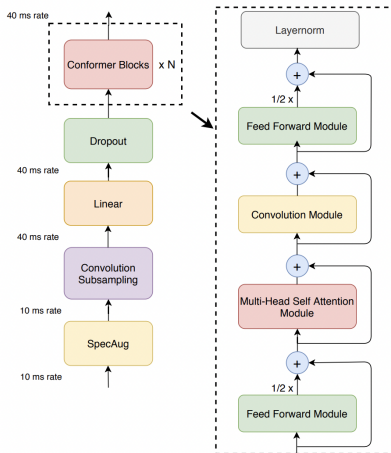 40 ms rate
Conformer Blocks
x N
Dropout
40 ms rate
Linear
40 ms rate
Convolution
Subsampling
10 ms rate
SpecAug
10 ms rate
Layernorm
+
1/2 x
Feed Forward Module
+
Convolution Module
+
Multi-Head Self Attention
Module
+
1/2 x
Feed Forward Module